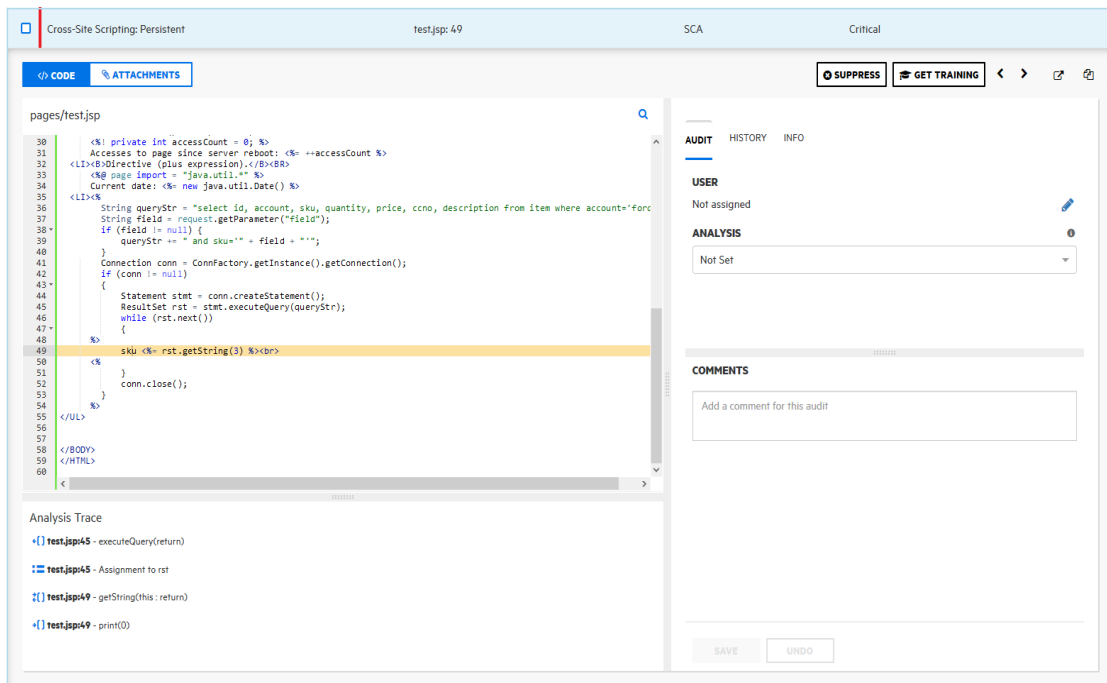 Cross-Site Scripting: Persistent test.jsp: 49 SCA Critical
</> CODE ATTACHMENTS SUPPRESS GET TRAINING
pages/test.jsp
30 <%! private int accessCount = 0; %>
31 Accesses to page since server reboot: <%= ++accessCount %>
32 <LI><B>Directive (plus expression).</B><BR>
33 <%@ page import = "java.util.*" %>
34 Current date: <%= new java.util.Date() %>
35 <LI><%
36 String queryStr = "select id, account, sku, quantity, price, ccno, description from item where account='forc
37 String field = request.getParameter("field");
38 if (field != null) {
39 queryStr += " and sku='" + field + "'";
40 }
41 Connection conn = ConnFactory.getInstance().getConnection();
42 if (conn != null)
43 {
44 Statement stmt = conn.createStatement();
45 ResultSet rst = stmt.executeQuery(queryStr);
46 while (rst.next())
47 {
48 %>
49 sku <%= rst.getString(3) %><br>
50 <%
51 }
52 conn.close();
53 }
54 %>
55 </UL>
56
57
58 </BODY>
59 </HTML>
60
Analysis Trace
test.jsp:45 - executeQuery(return)
test.jsp:45 - Assignment to rst
test.jsp:49 - getString(this : return)
test.jsp:49 - print(0)
AUDIT HISTORY INFO
USER
Not assigned
ANALYSIS
Not Set
COMMENTS
Add a comment for this audit
SAVE UNDO